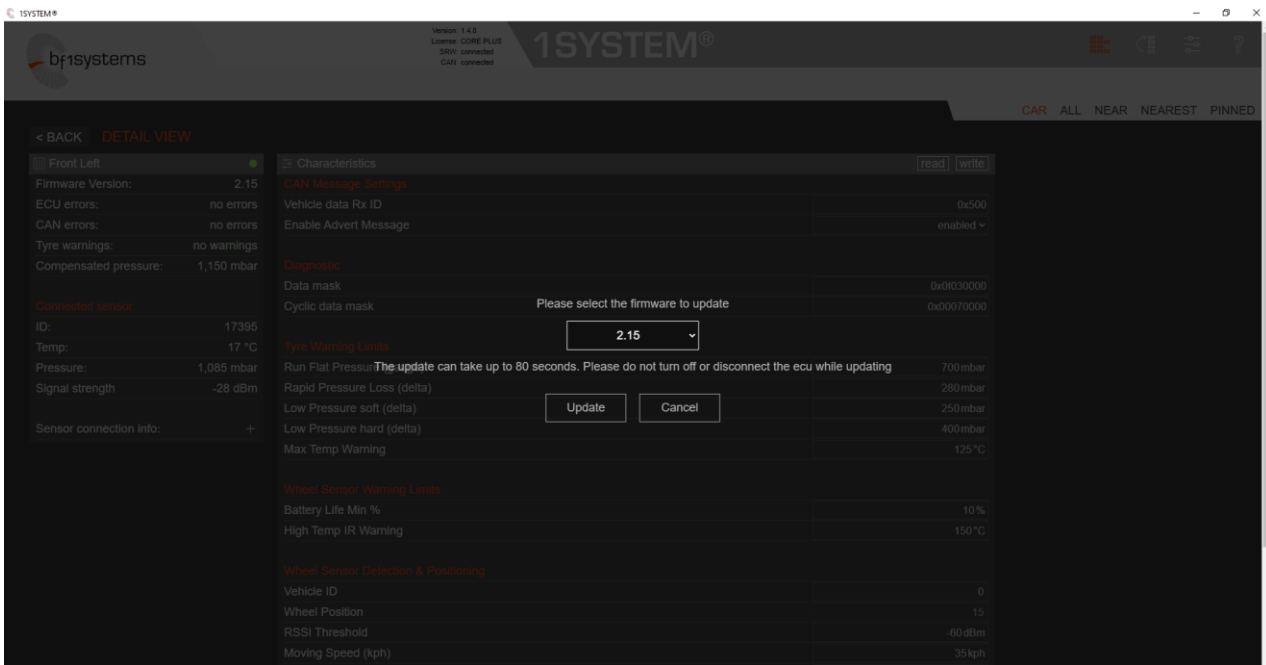 1SYSTEM®
Version: 1.4.0
License: CORE PLUS
SRW: connected
CAN: connected
bf1systems
1SYSTEM®
CAR ALL NEAR NEAREST PINNED
< BACK DETAIL VIEW
Front Left
Firmware Version: 2.15
ECU errors: no errors
CAN errors: no errors
Tyre warnings: no warnings
Compensated pressure: 1,150 mbar
Connected sensor
ID: 17395
Temp: 17 °C
Pressure: 1,085 mbar
Signal strength -28 dBm
Sensor connection info: +
Characteristics read write
CAN Message Settings
Vehicle data Rx ID 0x500
Enable Advert Message enabled
Diagnostic
Data mask 0x0f030000
Cyclic data mask 0x00070000
Tyre Warning Limits
Run Flat Pressure 700 mbar
Rapid Pressure Loss (delta) 280 mbar
Low Pressure soft (delta) 250 mbar
Low Pressure hard (delta) 400 mbar
Max Temp Warning 125 °C
Wheel Sensor Warning Limits
Battery Life Min % 10 %
High Temp IR Warning 150 °C
Wheel Sensor Detection & Positioning
Vehicle ID 0
Wheel Position 15
RSSI Threshold -60 dBm
Moving Speed (kph) 35 kph
Please select the firmware to update
2.15
The update can take up to 80 seconds. Please do not turn off or disconnect the ecu while updating
Update Cancel